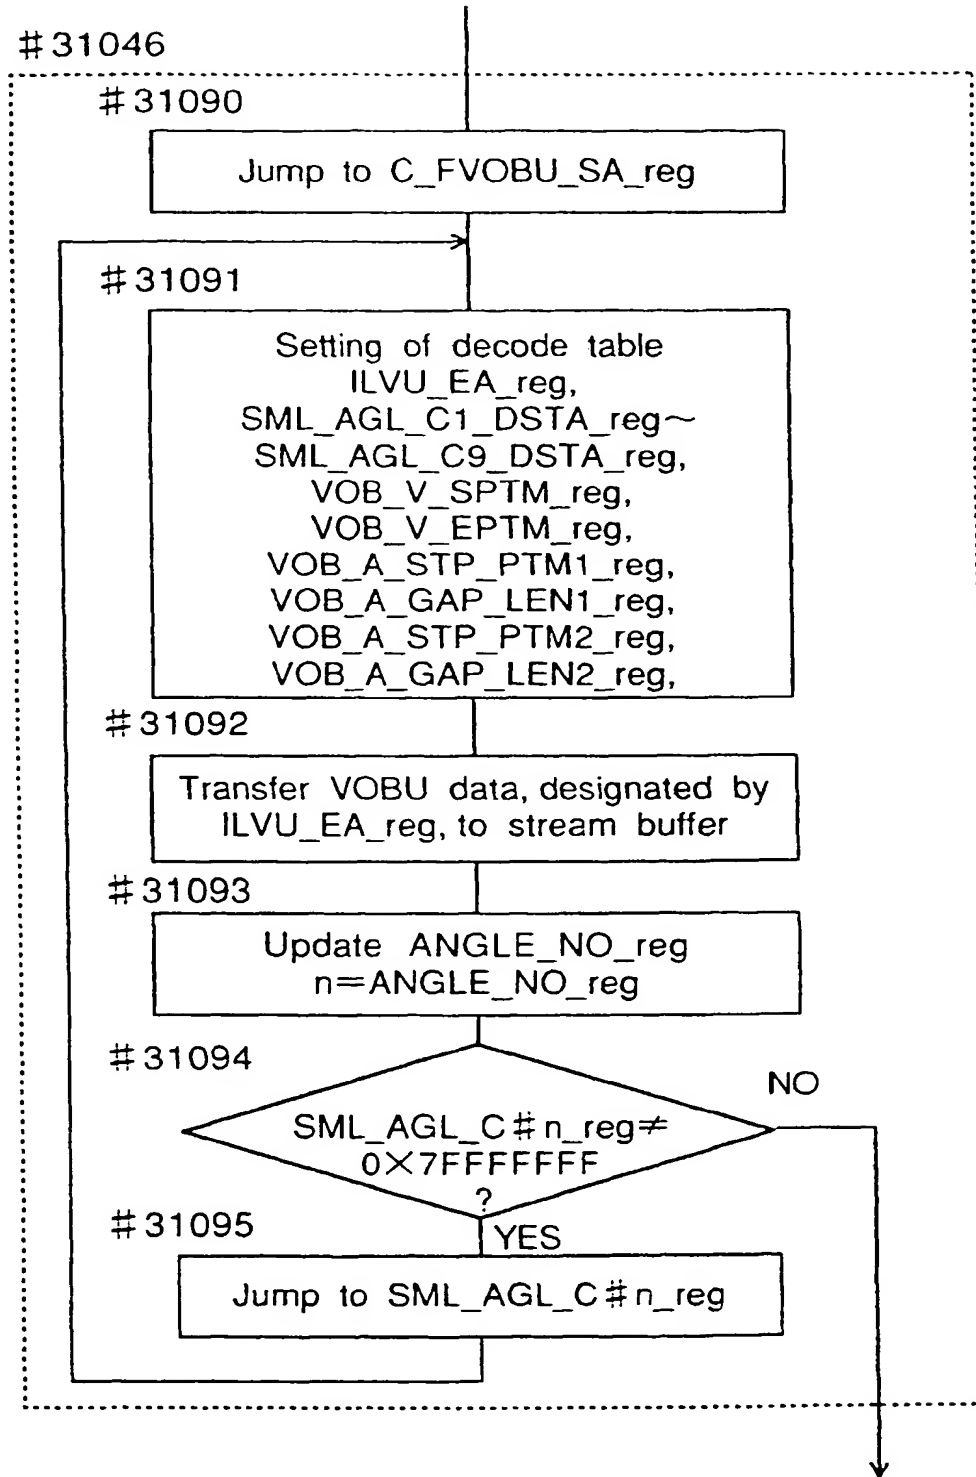 #31046
#31090
Jump to C_FVOBU_SA_reg
#31091
Setting of decode table
ILVU_EA_reg,
SML_AGL_C1_DSTA_reg~
SML_AGL_C9_DSTA_reg,
VOB_V_SPTM_reg,
VOB_V_EPTM_reg,
VOB_A_STP_PTM1_reg,
VOB_A_GAP_LEN1_reg,
VOB_A_STP_PTM2_reg,
VOB_A_GAP_LEN2_reg,
#31092
Transfer VOBU data, designated by
ILVU_EA_reg, to stream buffer
#31093
Update ANGLE_NO_reg
n=ANGLE_NO_reg
#31094
NO
SML_AGL_C#n_reg≠
0×7FFFFFFF
?
#31095
YES
Jump to SML_AGL_C#n_reg